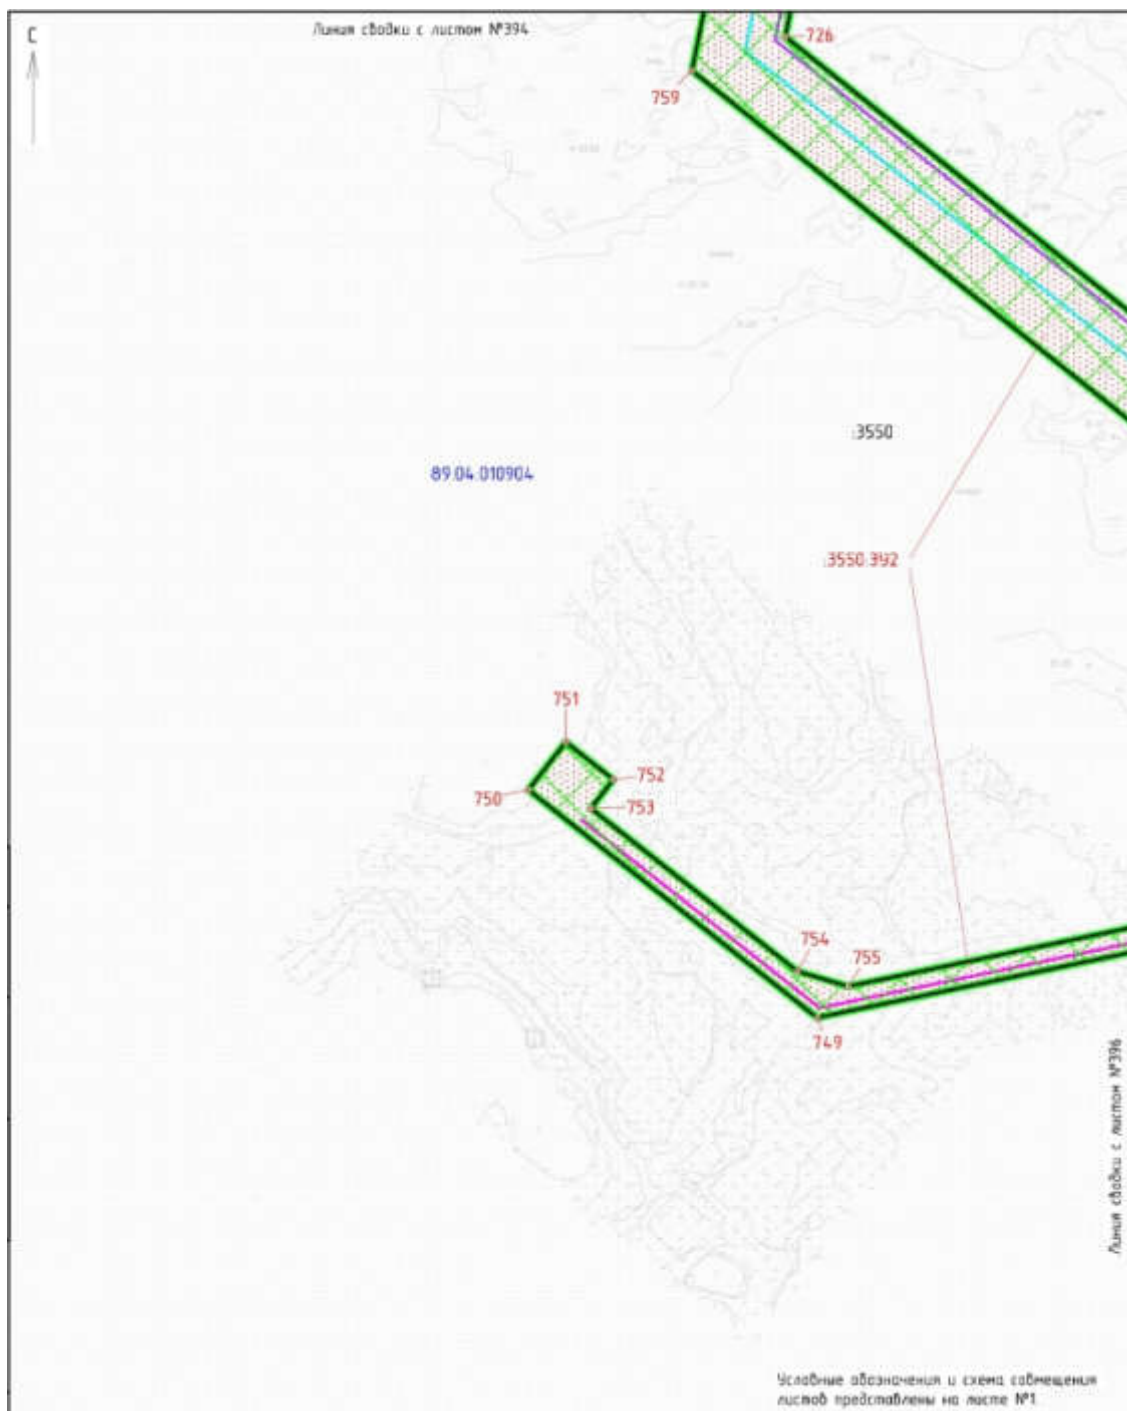 С
Линия сводки с листом №394
726
759
:3550
89:04:010904
:3550:392
751
752
750
753
754
755
749
Линия сводки с листом №396
Условные обозначения и схема совмещения
листов представлены на листе №1